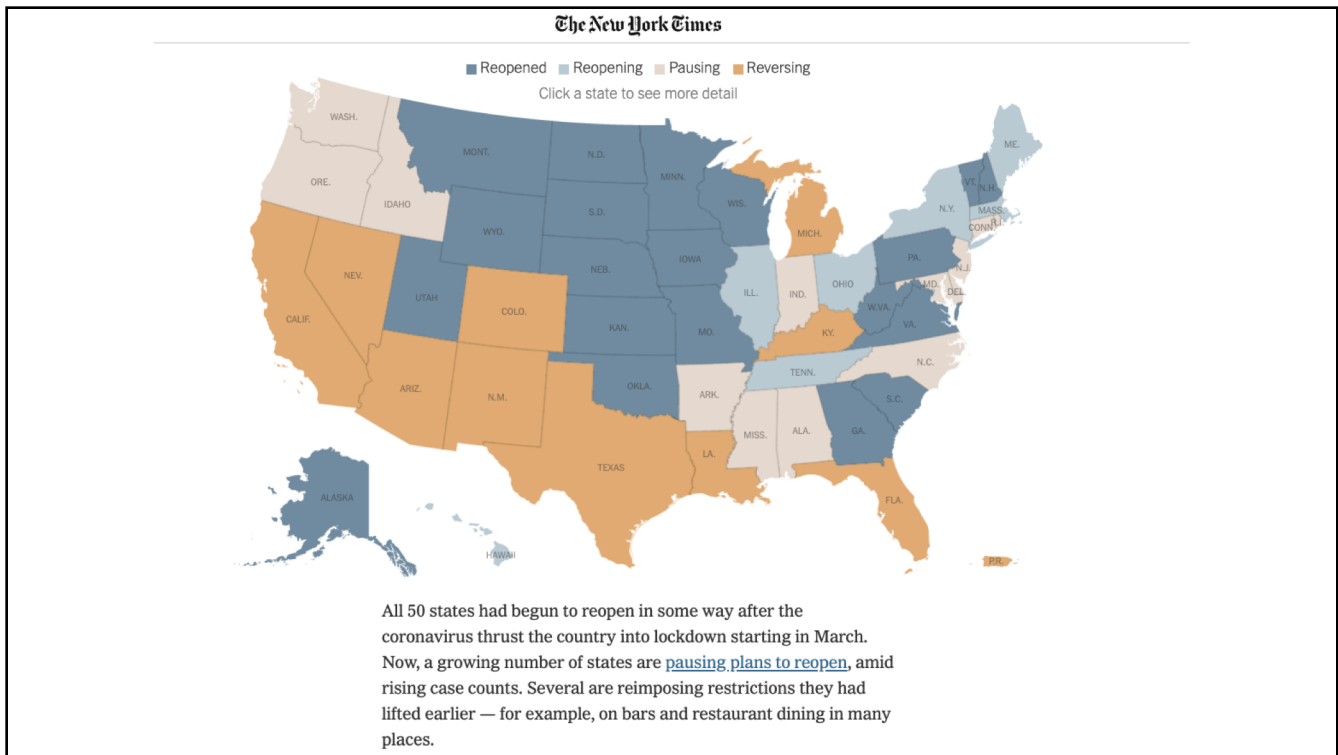 The New York Times
Reopened Reopening Pausing Reversing
Click a state to see more detail
WASH.
ORE.
IDAHO
MONT.
N.D.
MINN.
WIS.
MICH.
ME.
VT.
N.H.
N.Y.
MASS.
CONN.
R.I.
S.D.
WYO.
IOWA
NEB.
NEV.
UTAH
COLO.
CALIF.
KAN.
MO.
ILL.
IND.
OHIO
PA.
N.J.
MD.
DEL.
W.VA.
VA.
KY.
N.C.
TENN.
ARIZ.
N.M.
OKLA.
ARK.
S.C.
MISS.
ALA.
GA.
TEXAS
LA.
FLA.
ALASKA
HAWAII
P.R.
All 50 states had begun to reopen in some way after the
coronavirus thrust the country into lockdown starting in March.
Now, a growing number of states are pausing plans to reopen, amid
rising case counts. Several are reimposing restrictions they had
lifted earlier — for example, on bars and restaurant dining in many
places.